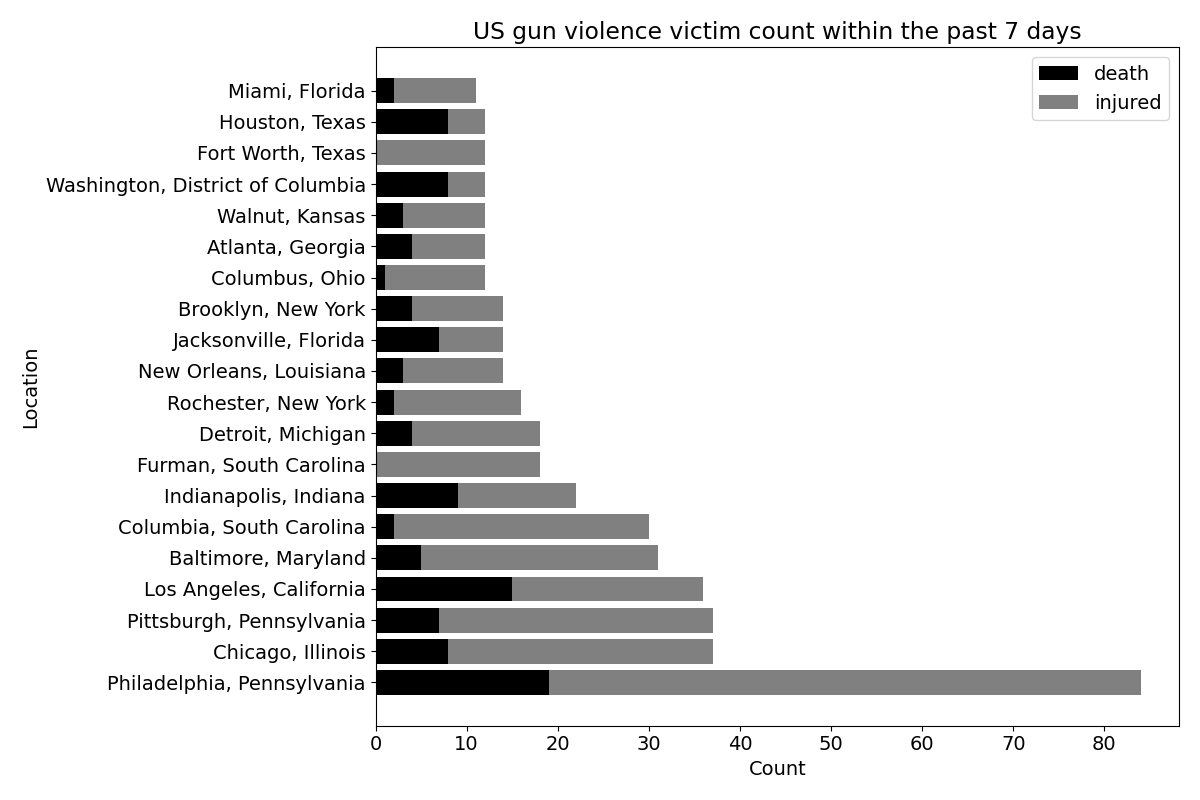 US gun violence victim count within the past 7 days
death
injured
Miami, Florida
Houston, Texas
Fort Worth, Texas
Washington, District of Columbia
Walnut, Kansas
Atlanta, Georgia
Columbus, Ohio
Brooklyn, New York
Jacksonville, Florida
New Orleans, Louisiana
Rochester, New York
Detroit, Michigan
Furman, South Carolina
Indianapolis, Indiana
Columbia, South Carolina
Baltimore, Maryland
Los Angeles, California
Pittsburgh, Pennsylvania
Chicago, Illinois
Philadelphia, Pennsylvania
Location
0 10 20 30 40 50 60 70 80
Count